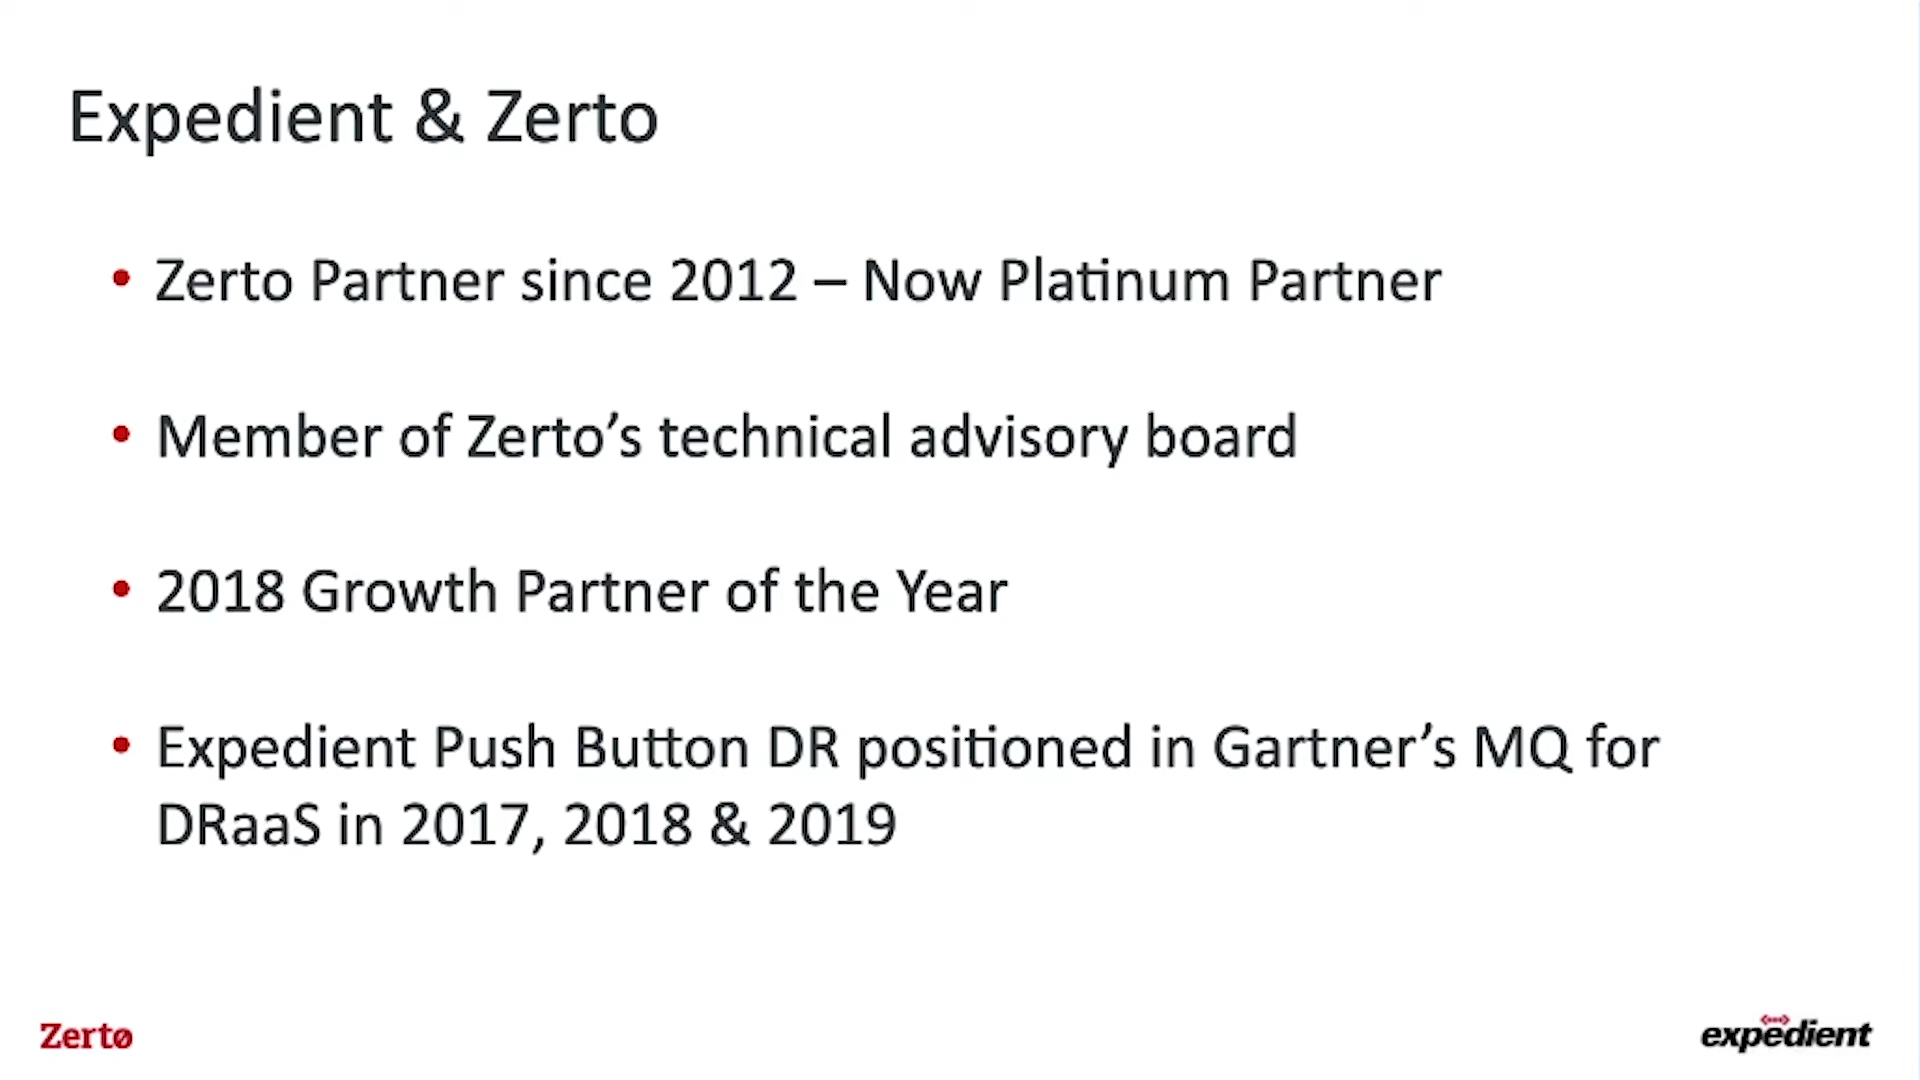 Expedient & Zerto
• Zerto Partner since 2012 – Now Platinum Partner
• Member of Zerto’s technical advisory board
• 2018 Growth Partner of the Year
• Expedient Push Button DR positioned in Gartner’s MQ for
DRaaS in 2017, 2018 & 2019
Zertø
expedient